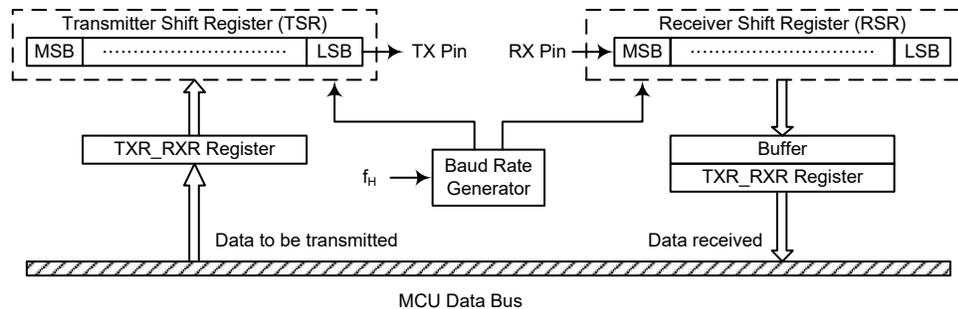 Transmitter Shift Register (TSR)
MSB ………………………… LSB
TX Pin
Receiver Shift Register (RSR)
RX Pin
MSB ………………………… LSB
TXR_RXR Register
fH
Baud Rate
Generator
Buffer
TXR_RXR Register
Data to be transmitted
Data received
MCU Data Bus